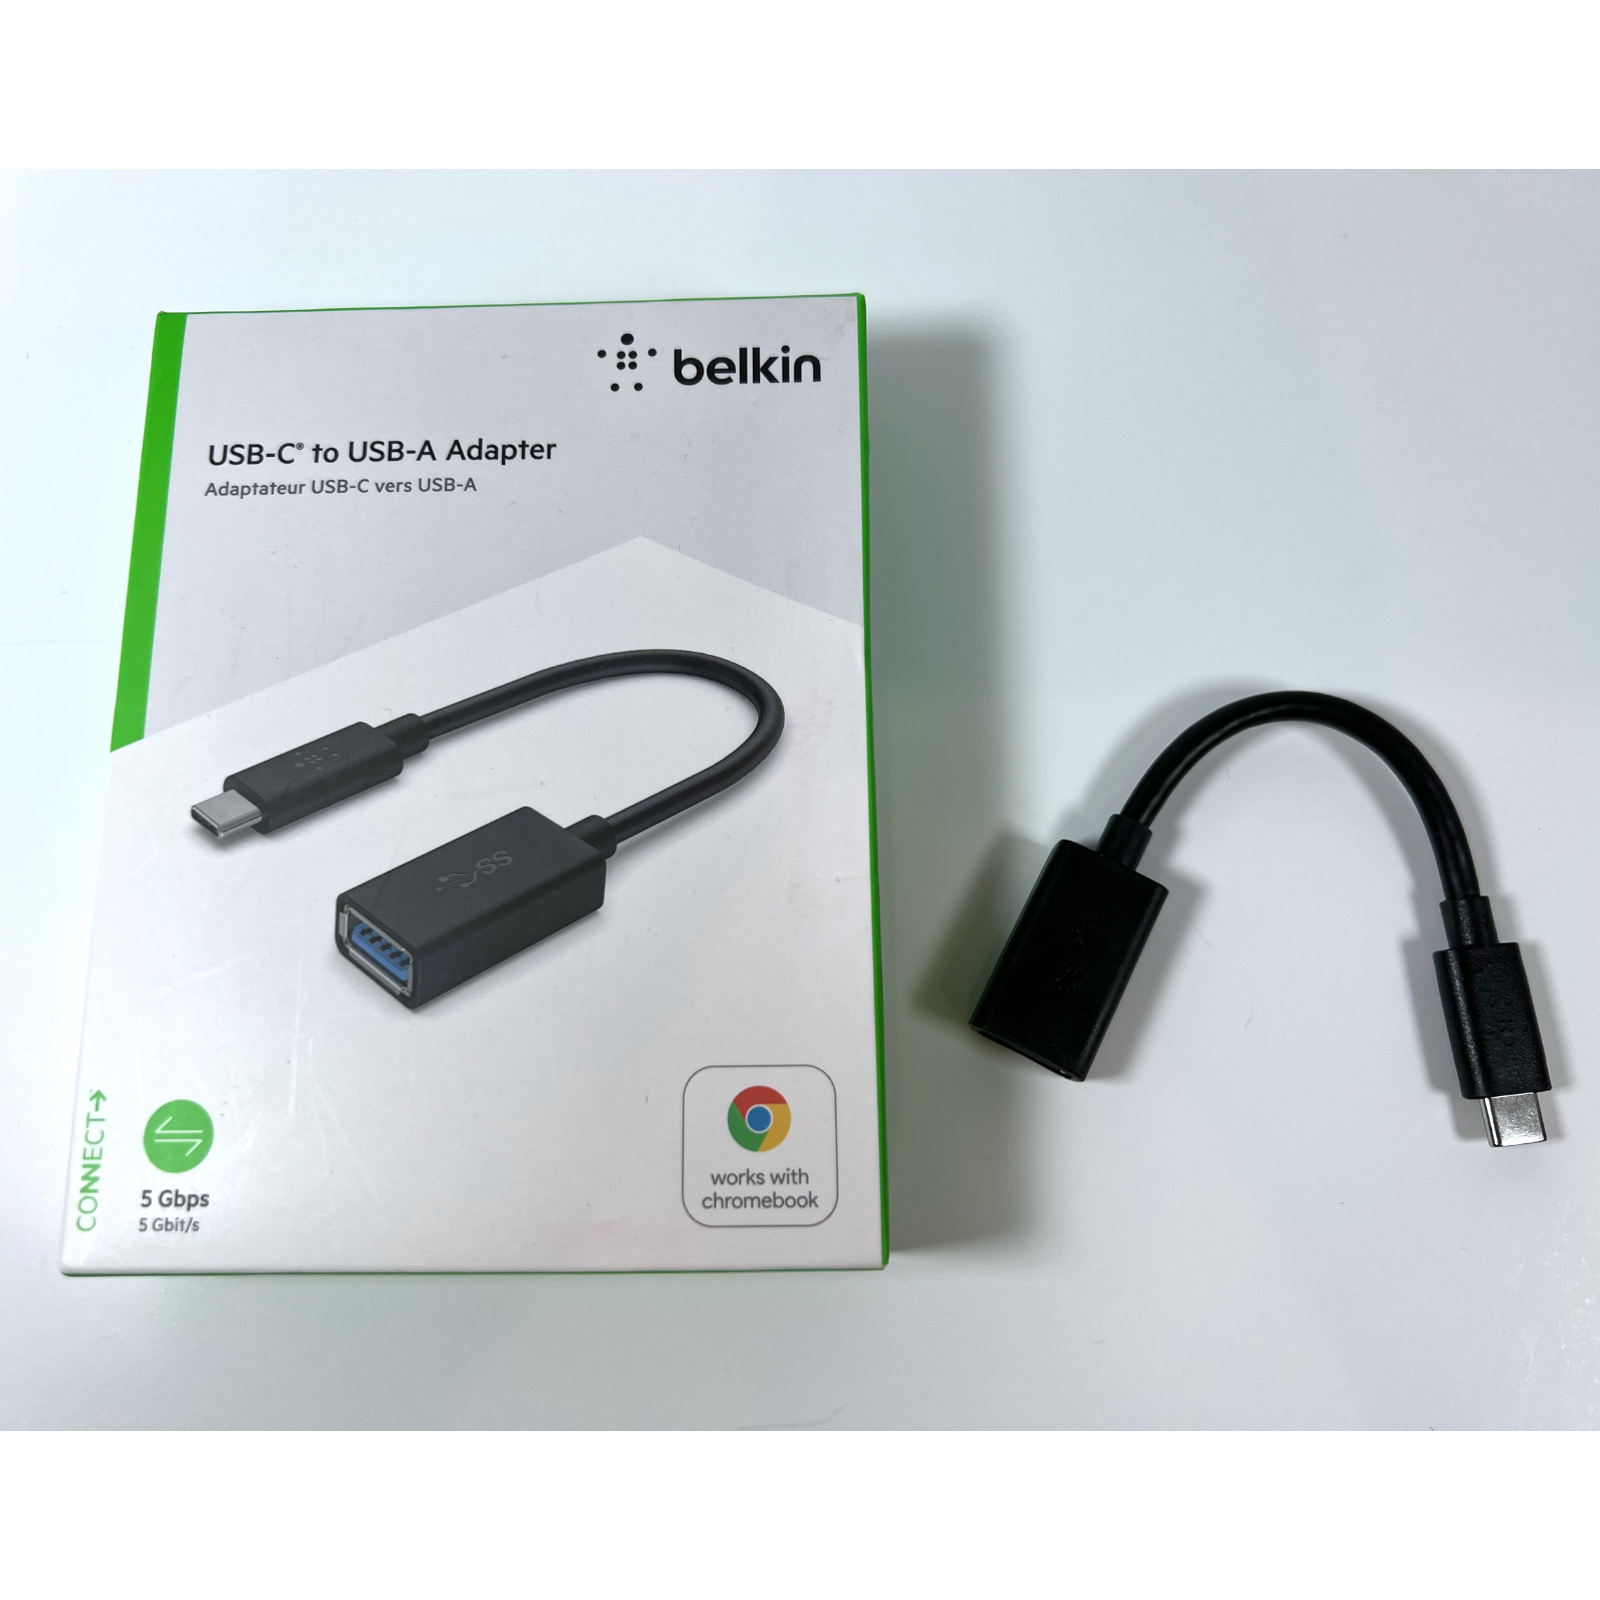 belkin
USB-C® to USB-A Adapter
Adaptateur USB-C vers USB-A
SS
CONNECT→
5 Gbps
5 Gbit/s
works with
chromebook